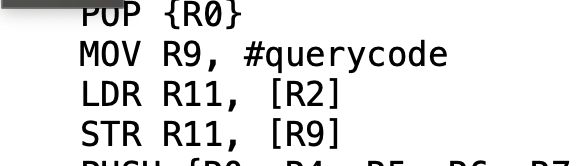 POP {R0}
MOV R9, #querycode
LDR R11, [R2]
STR R11, [R9]